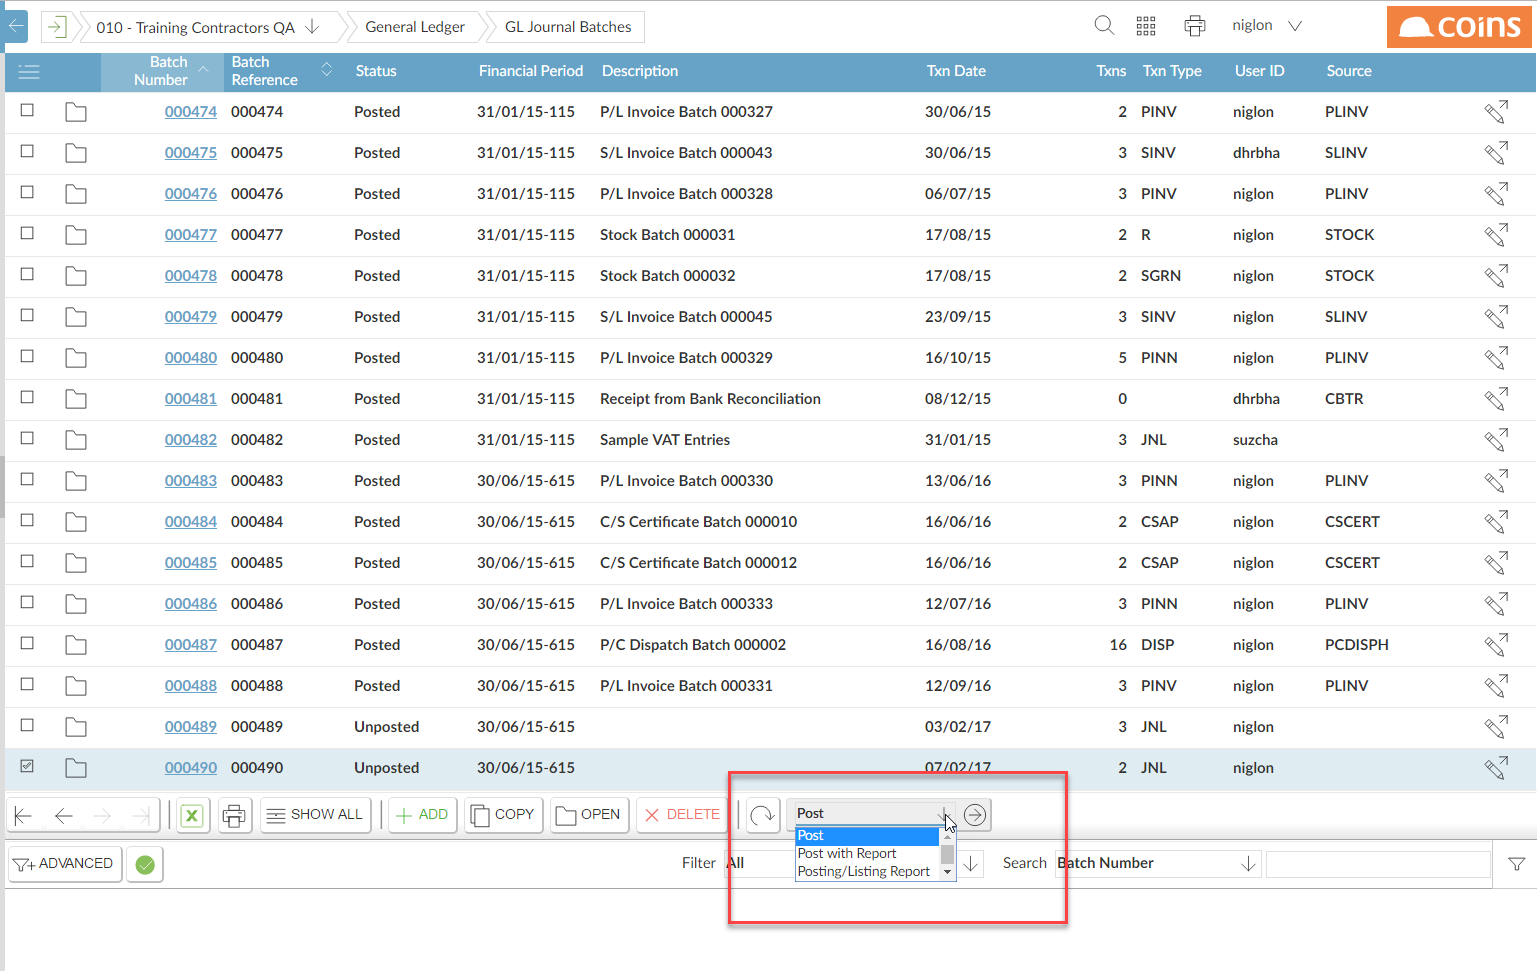 010 - Training Contractors QA General Ledger GL Journal Batches niglon coins
Batch Number Batch Reference Status Financial Period Description Txn Date Txns Txn Type User ID Source
000474 000474 Posted 31/01/15-115 P/L Invoice Batch 000327 30/06/15 2 PINV niglon PLINV
000475 000475 Posted 31/01/15-115 S/L Invoice Batch 000043 30/06/15 3 SINV dhrbha SLINV
000476 000476 Posted 31/01/15-115 P/L Invoice Batch 000328 06/07/15 3 PINV niglon PLINV
000477 000477 Posted 31/01/15-115 Stock Batch 000031 17/08/15 2 R niglon STOCK
000478 000478 Posted 31/01/15-115 Stock Batch 000032 17/08/15 2 SGRN niglon STOCK
000479 000479 Posted 31/01/15-115 S/L Invoice Batch 000045 23/09/15 3 SINV niglon SLINV
000480 000480 Posted 31/01/15-115 P/L Invoice Batch 000329 16/10/15 5 PINN niglon PLINV
000481 000481 Posted 31/01/15-115 Receipt from Bank Reconciliation 08/12/15 0 dhrbha CBTR
000482 000482 Posted 31/01/15-115 Sample VAT Entries 31/01/15 3 JNL suzcha
000483 000483 Posted 30/06/15-615 P/L Invoice Batch 000330 13/06/16 3 PINN niglon PLINV
000484 000484 Posted 30/06/15-615 C/S Certificate Batch 000010 16/06/16 2 CSAP niglon CSCERT
000485 000485 Posted 30/06/15-615 C/S Certificate Batch 000012 16/06/16 2 CSAP niglon CSCERT
000486 000486 Posted 30/06/15-615 P/L Invoice Batch 000333 12/07/16 3 PINN niglon PLINV
000487 000487 Posted 30/06/15-615 P/C Dispatch Batch 000002 16/08/16 16 DISP niglon PCDISPH
000488 000488 Posted 30/06/15-615 P/L Invoice Batch 000331 12/09/16 3 PINV niglon PLINV
000489 000489 Unposted 30/06/15-615 03/02/17 3 JNL niglon
000490 000490 Unposted 30/06/15-615 07/02/17 2 JNL niglon
SHOW ALL ADD COPY OPEN DELETE Post
Post
Post with Report
Posting/Listing Report
ADVANCED Filter All Search Batch Number